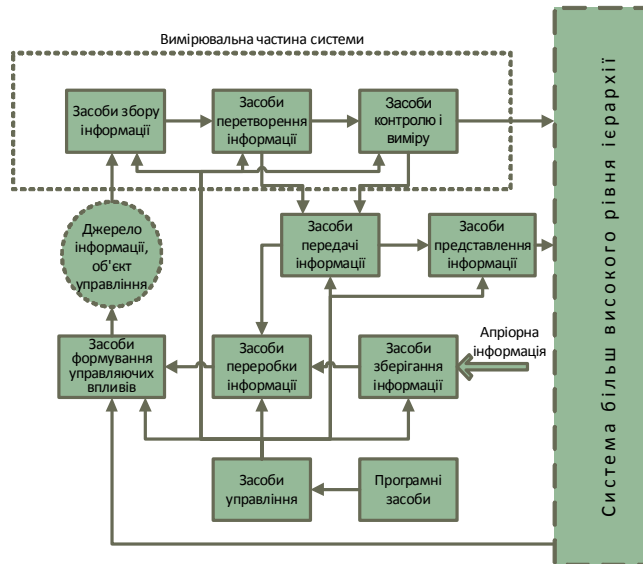 Вимірювальна частина системи
Засоби збору
інформації
Засоби
перетворення
інформації
Засоби
контролю і
виміру
Джерело
інформації,
об'єкт
управління
Засоби
передачі
інформації
Засоби
представлення
інформації
Апріорна
інформація
Засоби
формування
управляючих
впливів
Засоби
переробки
інформації
Засоби
зберігання
інформації
Засоби
управління
Програмні
засоби
Система більш високого рівня ієрархії